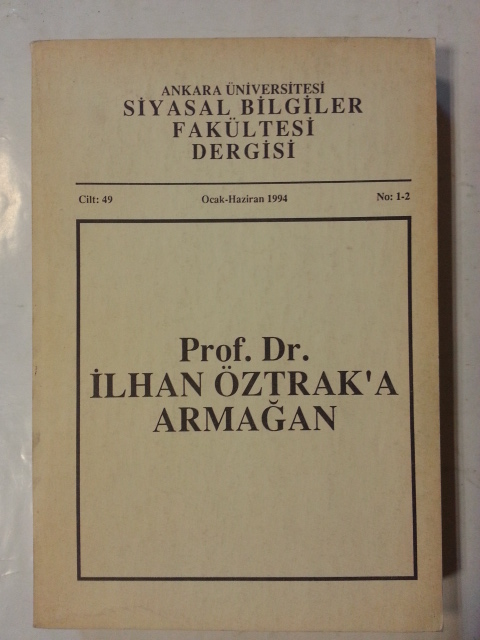 ANKARA ÜNİVERSİTESİ
SİYASAL BİLGİLER
FAKÜLTESİ
DERGİSİ
Cilt: 49 Ocak-Haziran 1994 No: 1-2
Prof. Dr.
İLHAN ÖZTRAK'A
ARMAĞAN